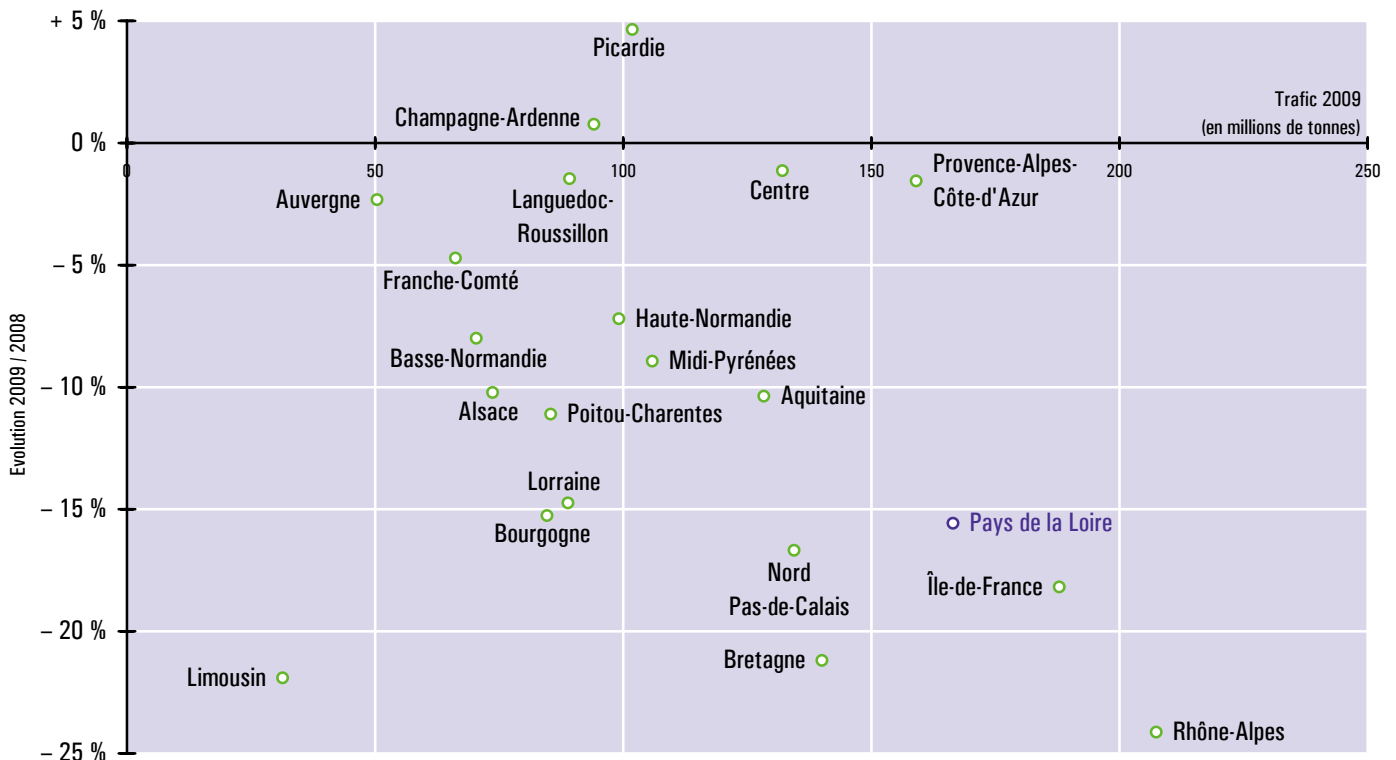 + 5 %
Picardie
Trafic 2009
(en millions de tonnes)
Champagne-Ardenne
0 %
0
50
100
150
200
250
Provence-Alpes-
Côte-d'Azur
Centre
Auvergne
Languedoc-
Roussillon
– 5 %
Franche-Comté
Haute-Normandie
Basse-Normandie
Midi-Pyrénées
Evolution 2009 / 2008
– 10 %
Aquitaine
Alsace
Poitou-Charentes
Lorraine
– 15 %
Bourgogne
Pays de la Loire
Nord
Pas-de-Calais
Île-de-France
– 20 %
Bretagne
Limousin
Rhône-Alpes
– 25 %